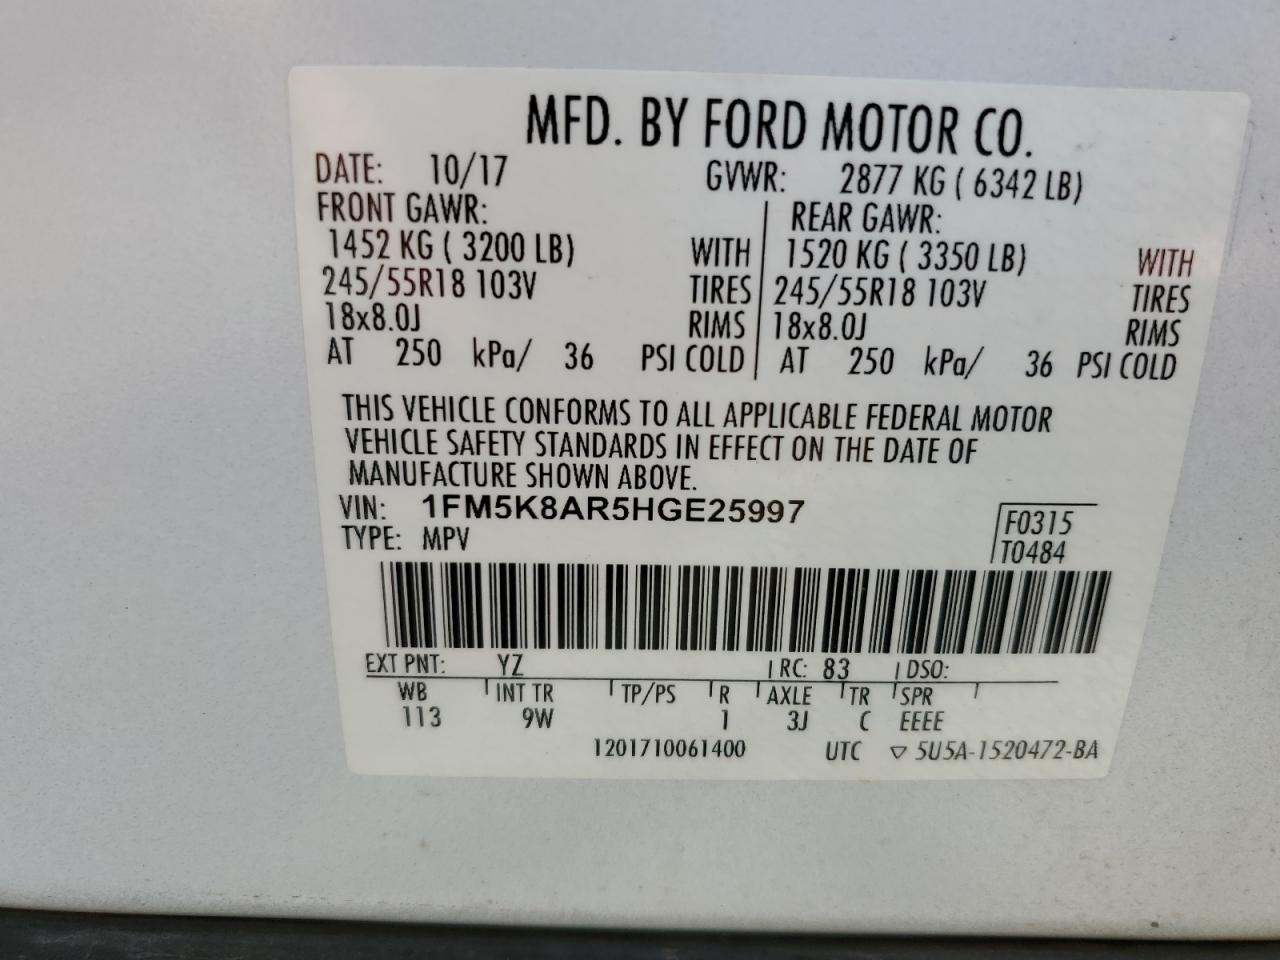 MFD. BY FORD MOTOR CO.
DATE: 10/17 GVWR: 2877 KG ( 6342 LB)
FRONT GAWR: REAR GAWR:
1452 KG ( 3200 LB) WITH 1520 KG ( 3350 LB) WITH
245/55R18 103V TIRES 245/55R18 103V TIRES
18x8.0J RIMS 18x8.0J RIMS
AT 250 kPa/ 36 PSI COLD AT 250 kPa/ 36 PSI COLD
THIS VEHICLE CONFORMS TO ALL APPLICABLE FEDERAL MOTOR
VEHICLE SAFETY STANDARDS IN EFFECT ON THE DATE OF
MANUFACTURE SHOWN ABOVE.
VIN: 1FM5K8AR5HGE25997
F0315
TYPE: MPV
T0484
EXT PNT: YZ RC: 83 DSO:
WB INT TR TP/PS R AXLE TR SPR
113 9W 1 3J C EEEE
1201710061400 UTC ▽ 5U5A-1520472-BA